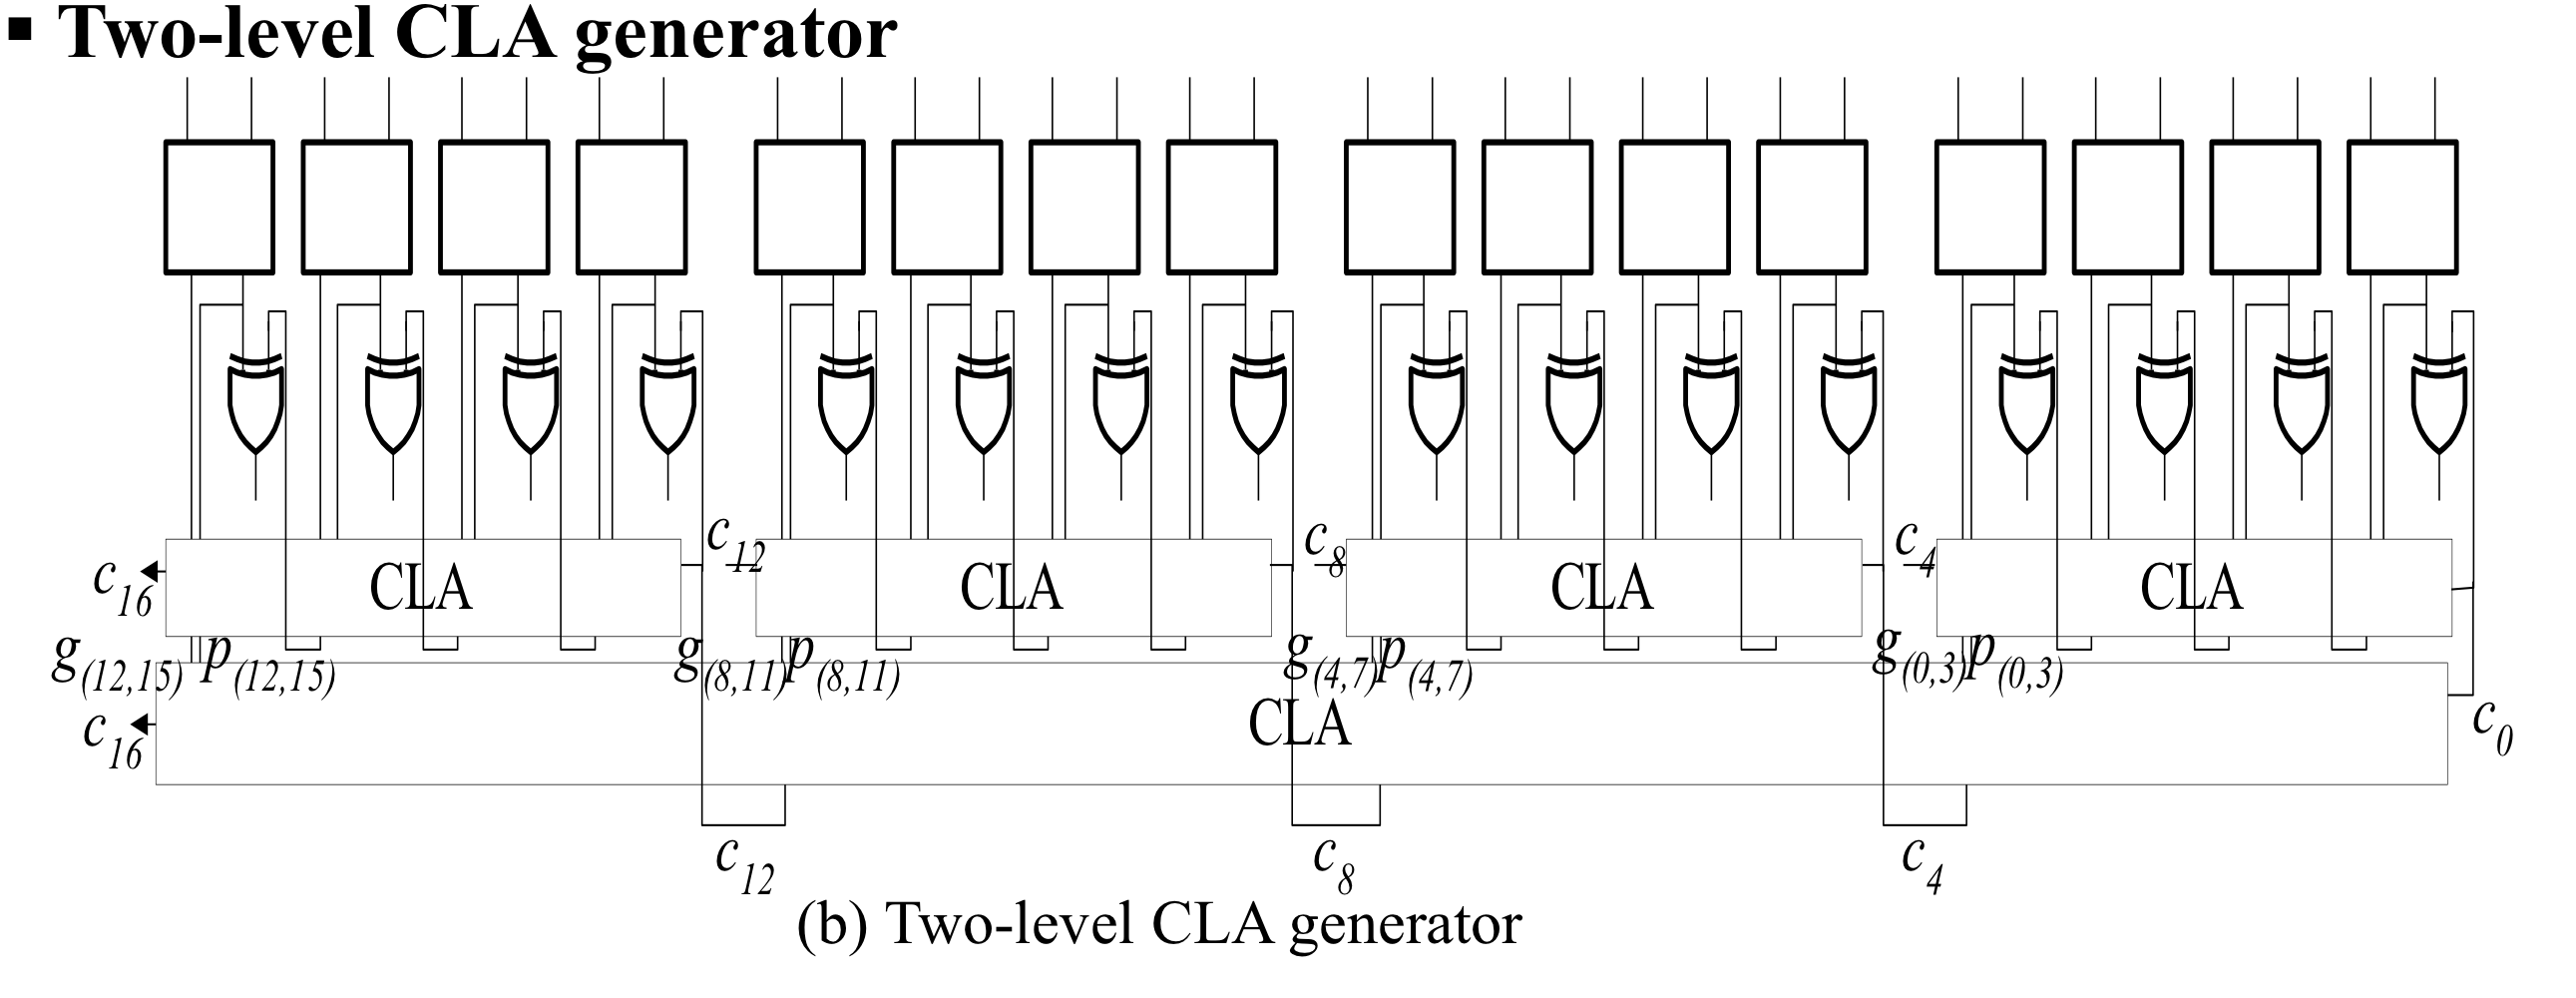 ▪ Two-level CLA generator
c12 c8 c4
c16 CLA CLA CLA CLA
g(12,15) p(12,15) g(8,11) p(8,11) g(4,7) p(4,7) g(0,3) p(0,3)
c16 CLA c0
c12 c8 c4
(b) Two-level CLA generator